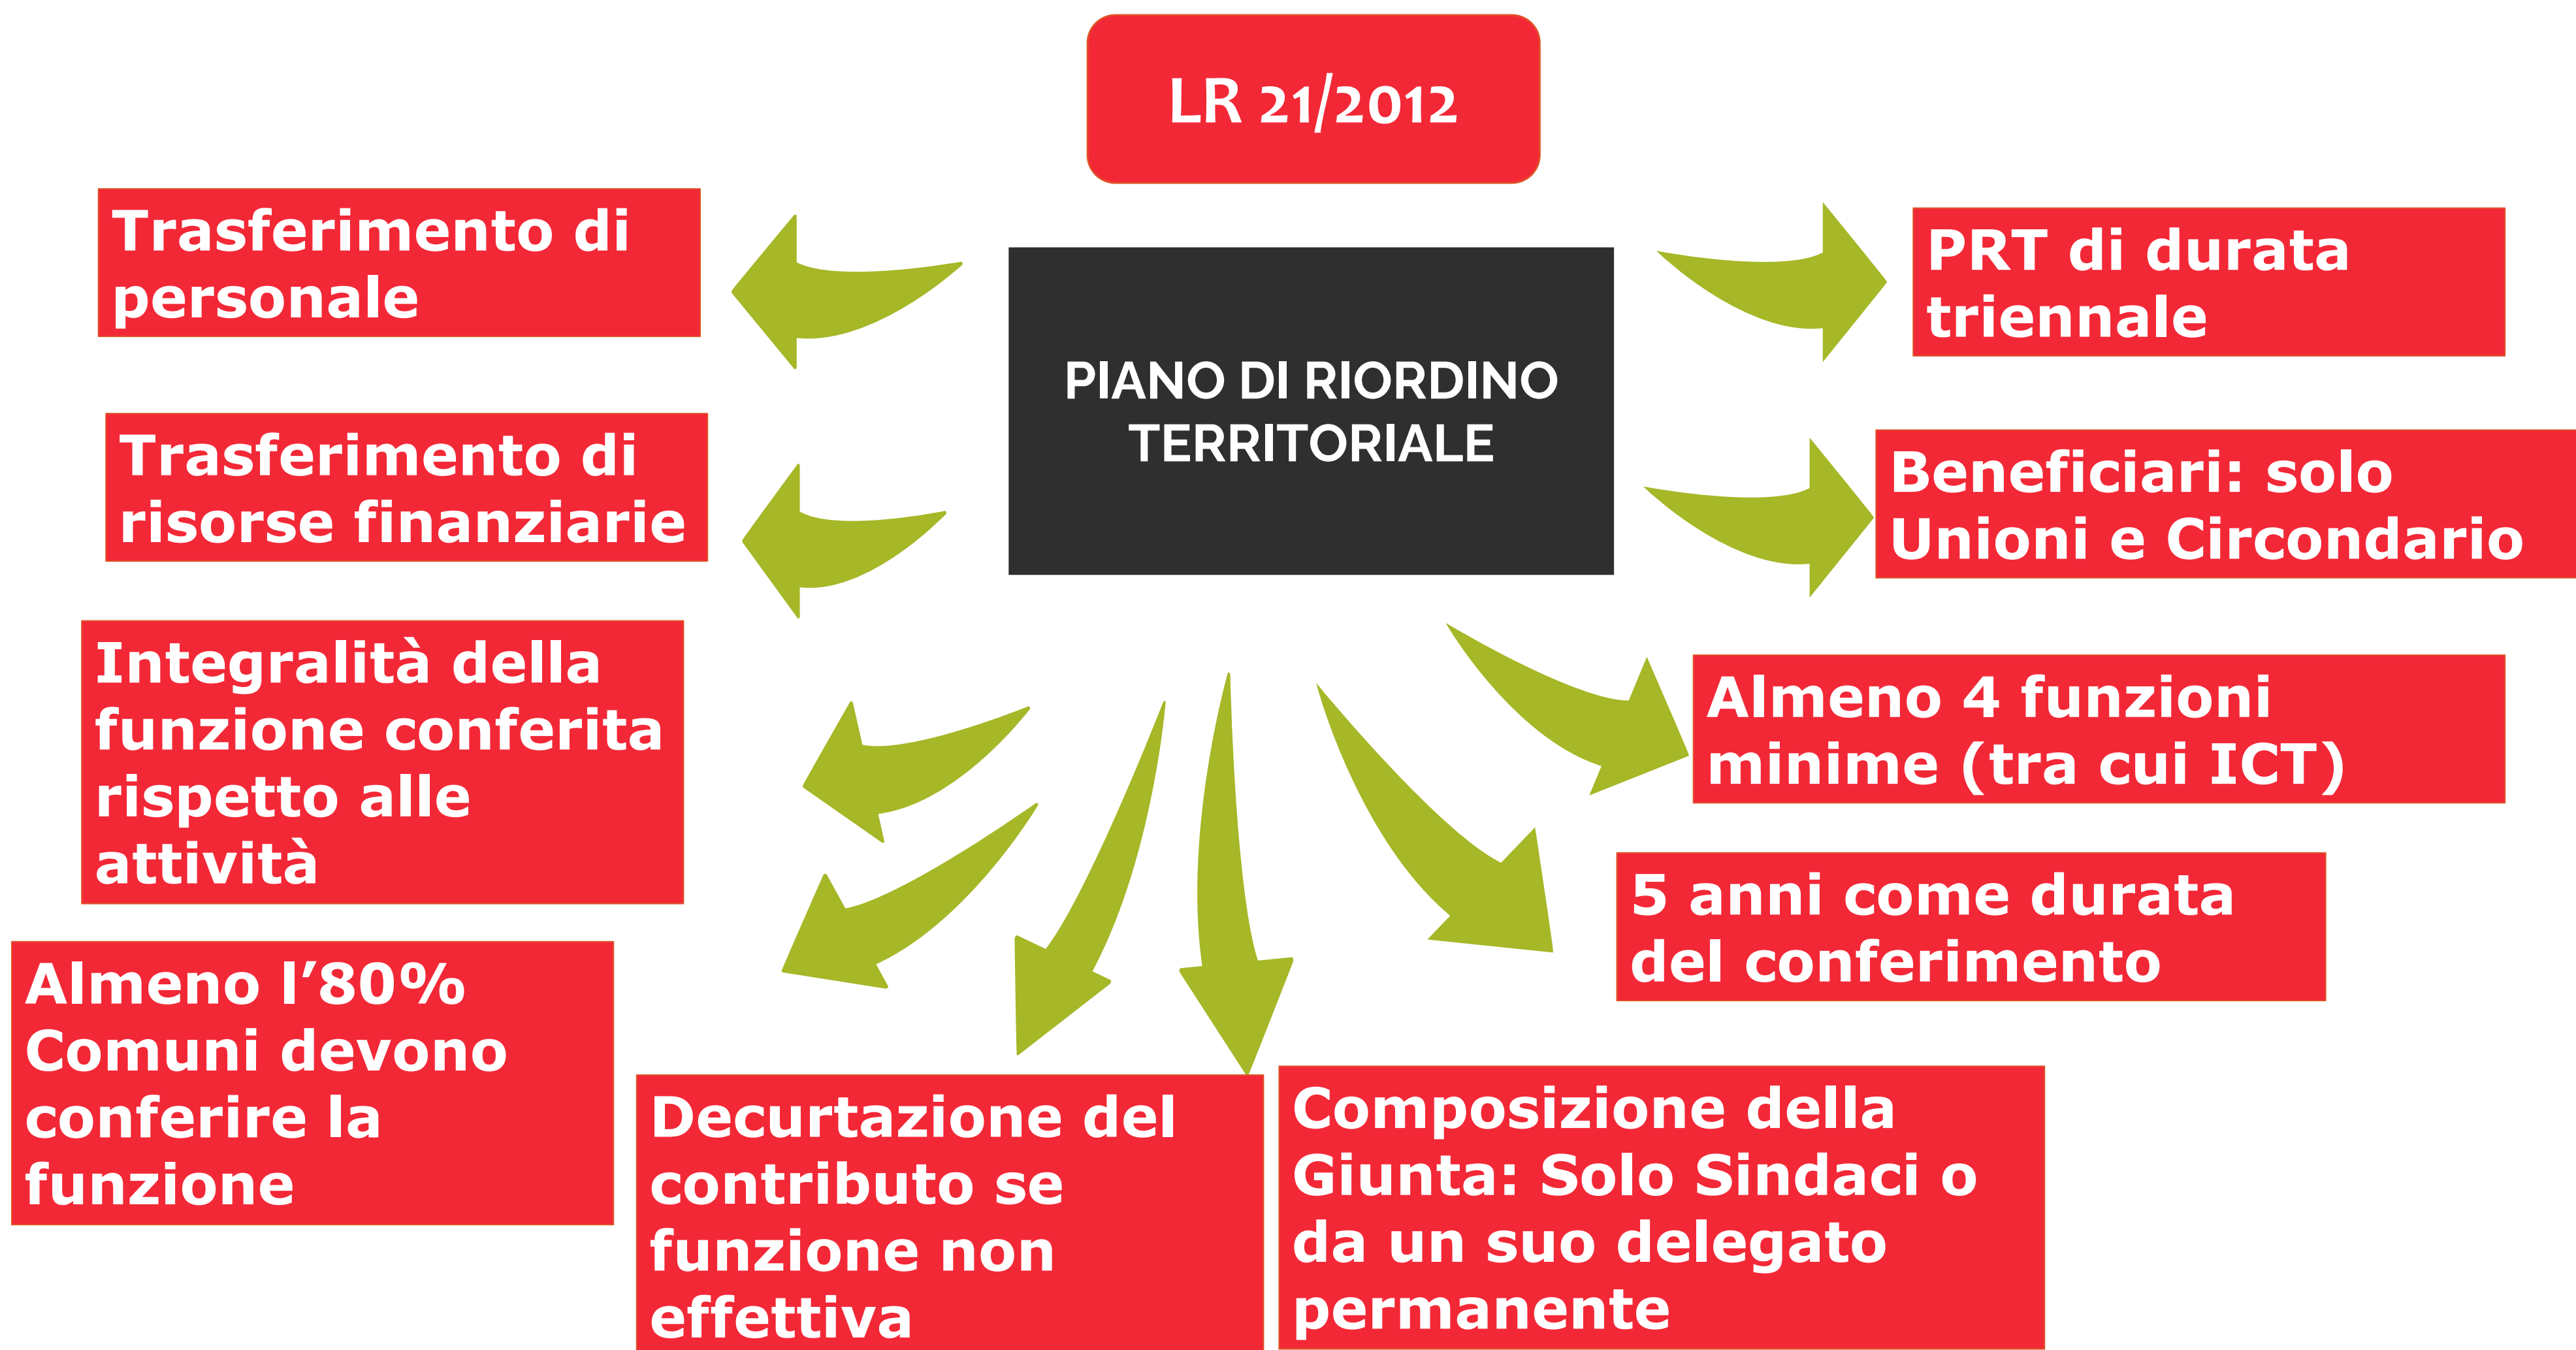 LR 21/2012
Trasferimento di
personale
PRT di durata
triennale
PIANO DI RIORDINO
TERRITORIALE
Trasferimento di
risorse finanziarie
Beneficiari: solo
Unioni e Circondario
Integralità della
funzione conferita
rispetto alle
attività
Almeno 4 funzioni
minime (tra cui ICT)
5 anni come durata
del conferimento
Almeno l’80%
Comuni devono
conferire la
funzione
Decurtazione del
contributo se
funzione non
effettiva
Composizione della
Giunta: Solo Sindaci o
da un suo delegato
permanente